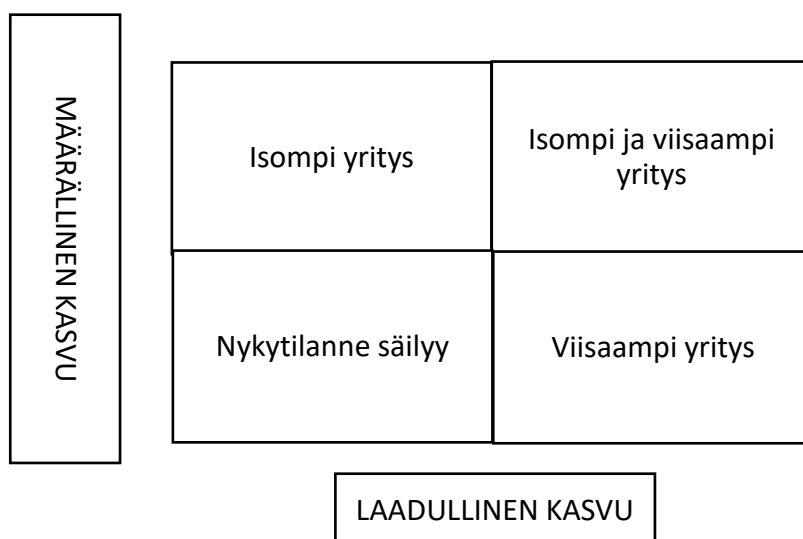 MÄÄRÄLLINEN KASVU
Isompi yritys
Isompi ja viisaampi
yritys
Nykytilanne säilyy
Viisaampi yritys
LAADULLINEN KASVU